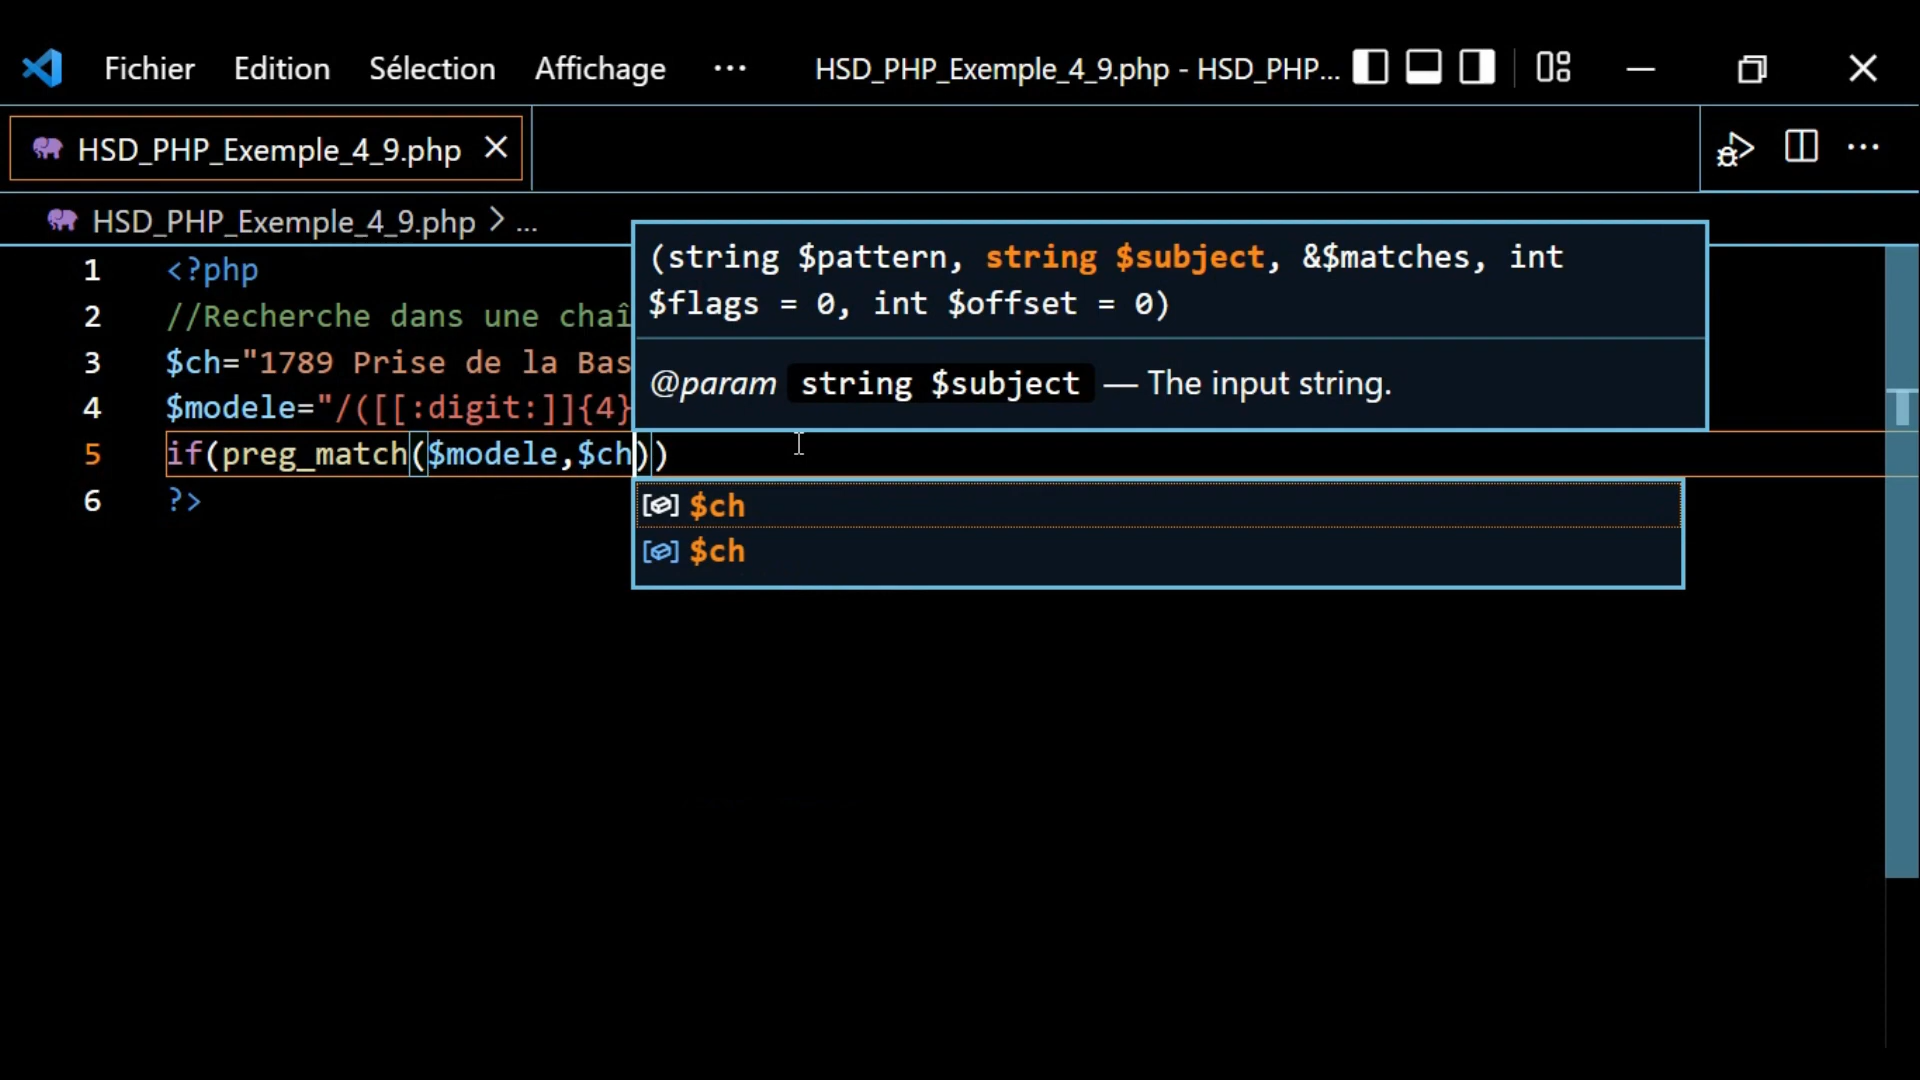 Fichier Edition Sélection Affichage ··· HSD_PHP_Exemple_4_9.php - HSD_PHP...
HSD_PHP_Exemple_4_9.php
HSD_PHP_Exemple_4_9.php > ...
(string $pattern, string $subject, &$matches, int
$flags = 0, int $offset = 0)
@param string $subject — The input string.
1 <?php
2 //Recherche dans une chaî
3 $ch="1789 Prise de la Bas
4 $modele="/([[:digit:]]{4}
5 if(preg_match($modele,$ch))
$ch
$ch
6 ?>